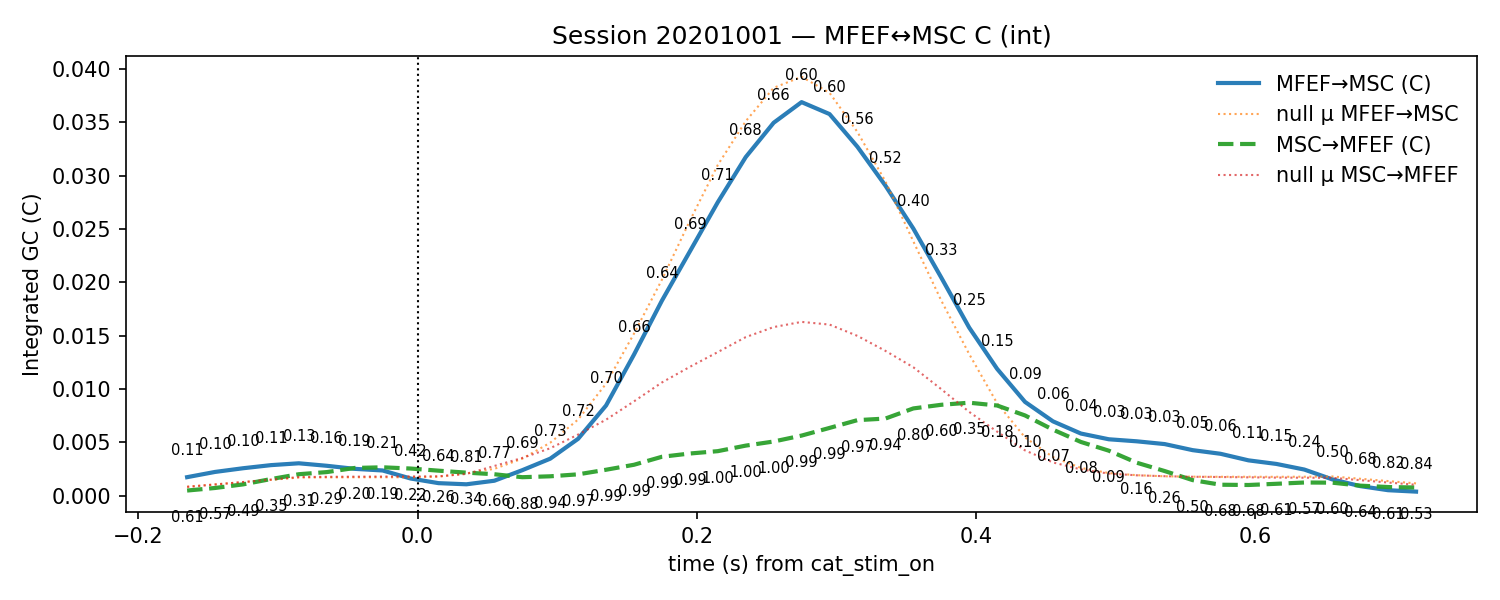 Session 20201001 — MFEF↔MSC C (int)
Integrated GC (C)
0.040
0.035
0.030
0.025
0.020
0.015
0.010
0.005
0.000
MFEF→MSC (C)
null μ MFEF→MSC
MSC→MFEF (C)
null μ MSC→MFEF
0.11 0.10 0.10 0.11 0.13 0.16 0.19 0.21 0.42 0.64 0.81 0.77 0.69 0.73 0.72 0.70 0.66 0.64 0.69 0.71 0.68 0.66 0.60 0.60 0.56 0.52 0.40 0.33 0.25 0.15 0.09 0.06 0.04 0.03 0.03 0.03 0.05 0.06 0.11 0.15 0.24 0.50 0.68 0.82 0.84
0.61 0.57 0.49 0.35 0.31 0.29 0.20 0.19 0.22 0.26 0.34 0.66 0.88 0.94 0.97 0.99 0.99 0.99 0.99 1.00 1.00 1.00 0.99 0.99 0.97 0.94 0.80 0.60 0.35 0.18 0.10 0.07 0.08 0.09 0.16 0.26 0.50 0.68 0.68 0.61 0.57 0.60 0.64 0.61 0.53
−0.2 0.0 0.2 0.4 0.6
time (s) from cat_stim_on